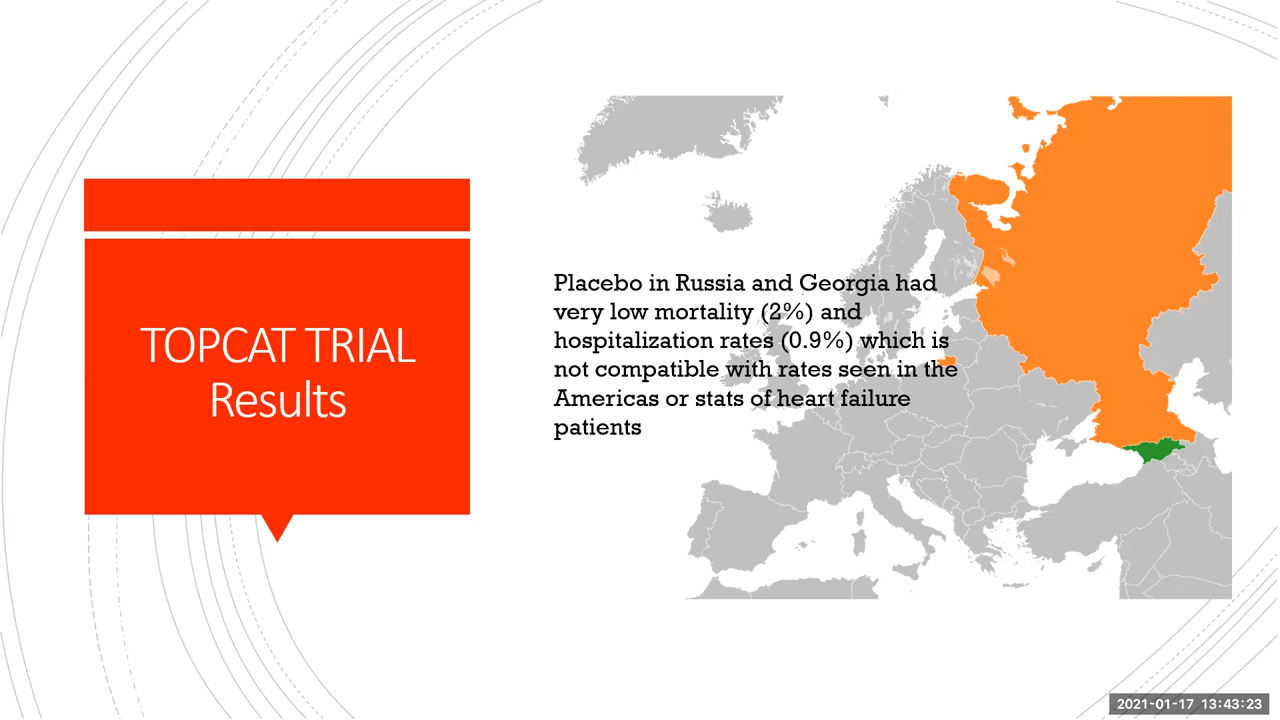 TOPCAT TRIAL
Results
Placebo in Russia and Georgia had
very low mortality (2%) and
hospitalization rates (0.9%) which is
not compatible with rates seen in the
Americas or stats of heart failure
patients
2021-01-17 13:43:23